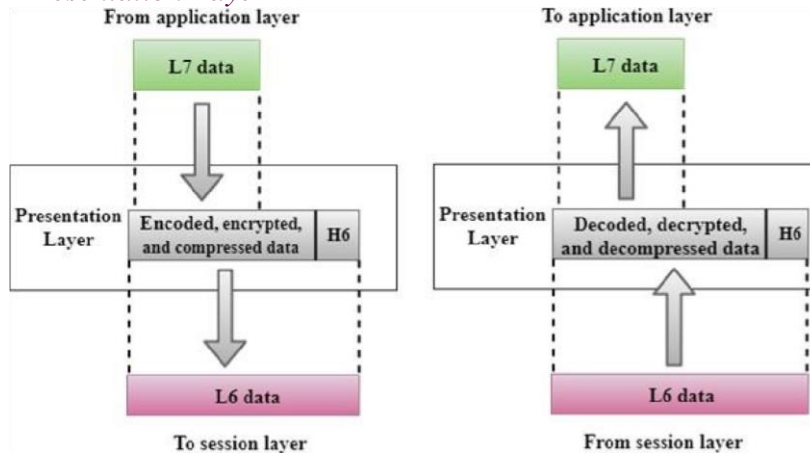 From application layer
L7 data
Presentation
Layer
Encoded, encrypted,
and compressed data
H6
L6 data
To session layer
To application layer
L7 data
Presentation
Layer
Decoded, decrypted,
and decompressed data
H6
L6 data
From session layer